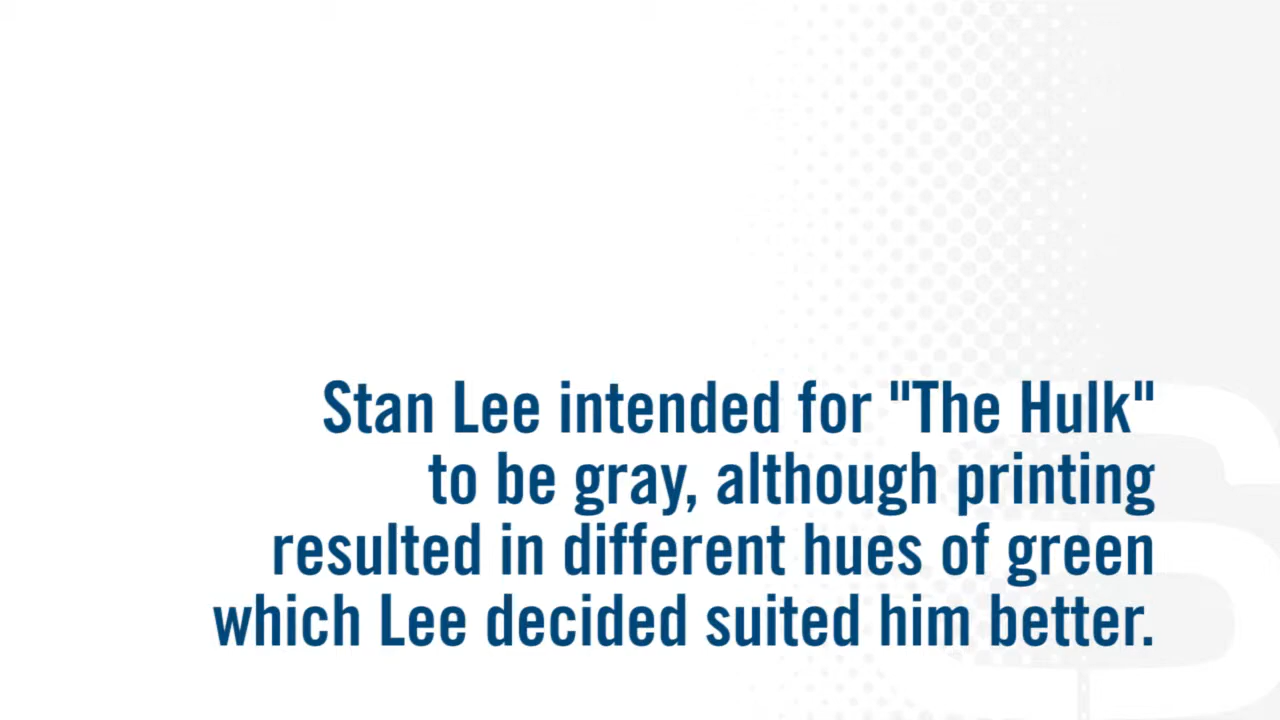 Stan Lee intended for "The Hulk"
to be gray, although printing
resulted in different hues of green
which Lee decided suited him better.